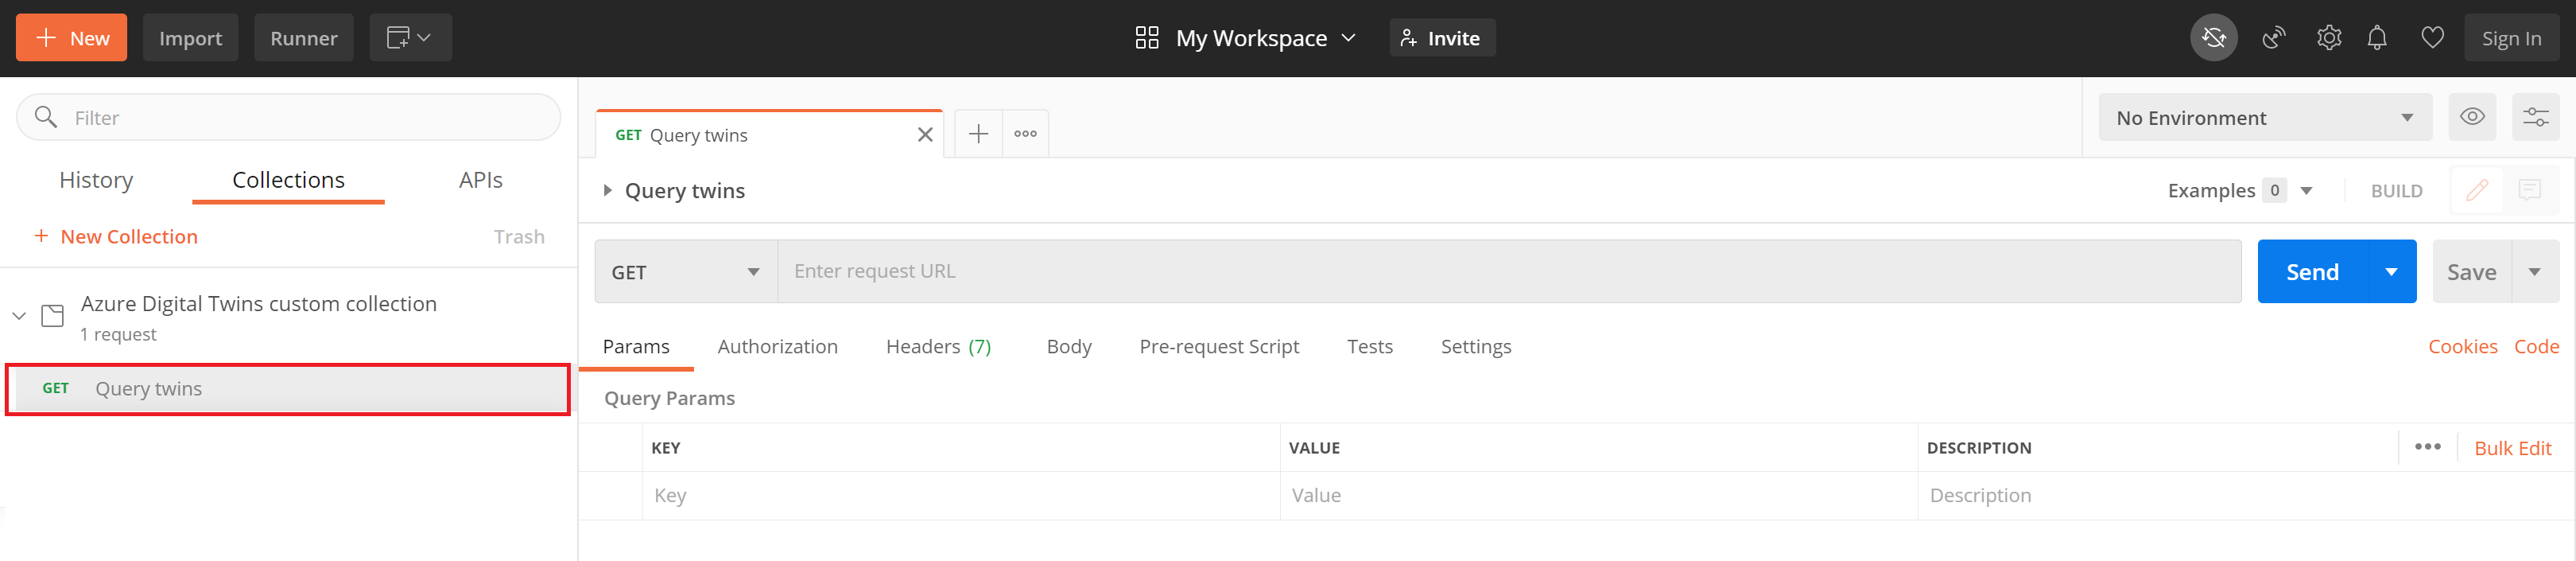 New Import Runner My Workspace Invite Sign In
Filter
History Collections APIs
+ New Collection Trash
Azure Digital Twins custom collection
1 request
GET Query twins
GET Query twins
No Environment
Query twins
Examples 0 BUILD
GET Enter request URL Send Save
Params Authorization Headers (7) Body Pre-request Script Tests Settings Cookies Code
Query Params
KEY VALUE DESCRIPTION Bulk Edit
Key Value Description